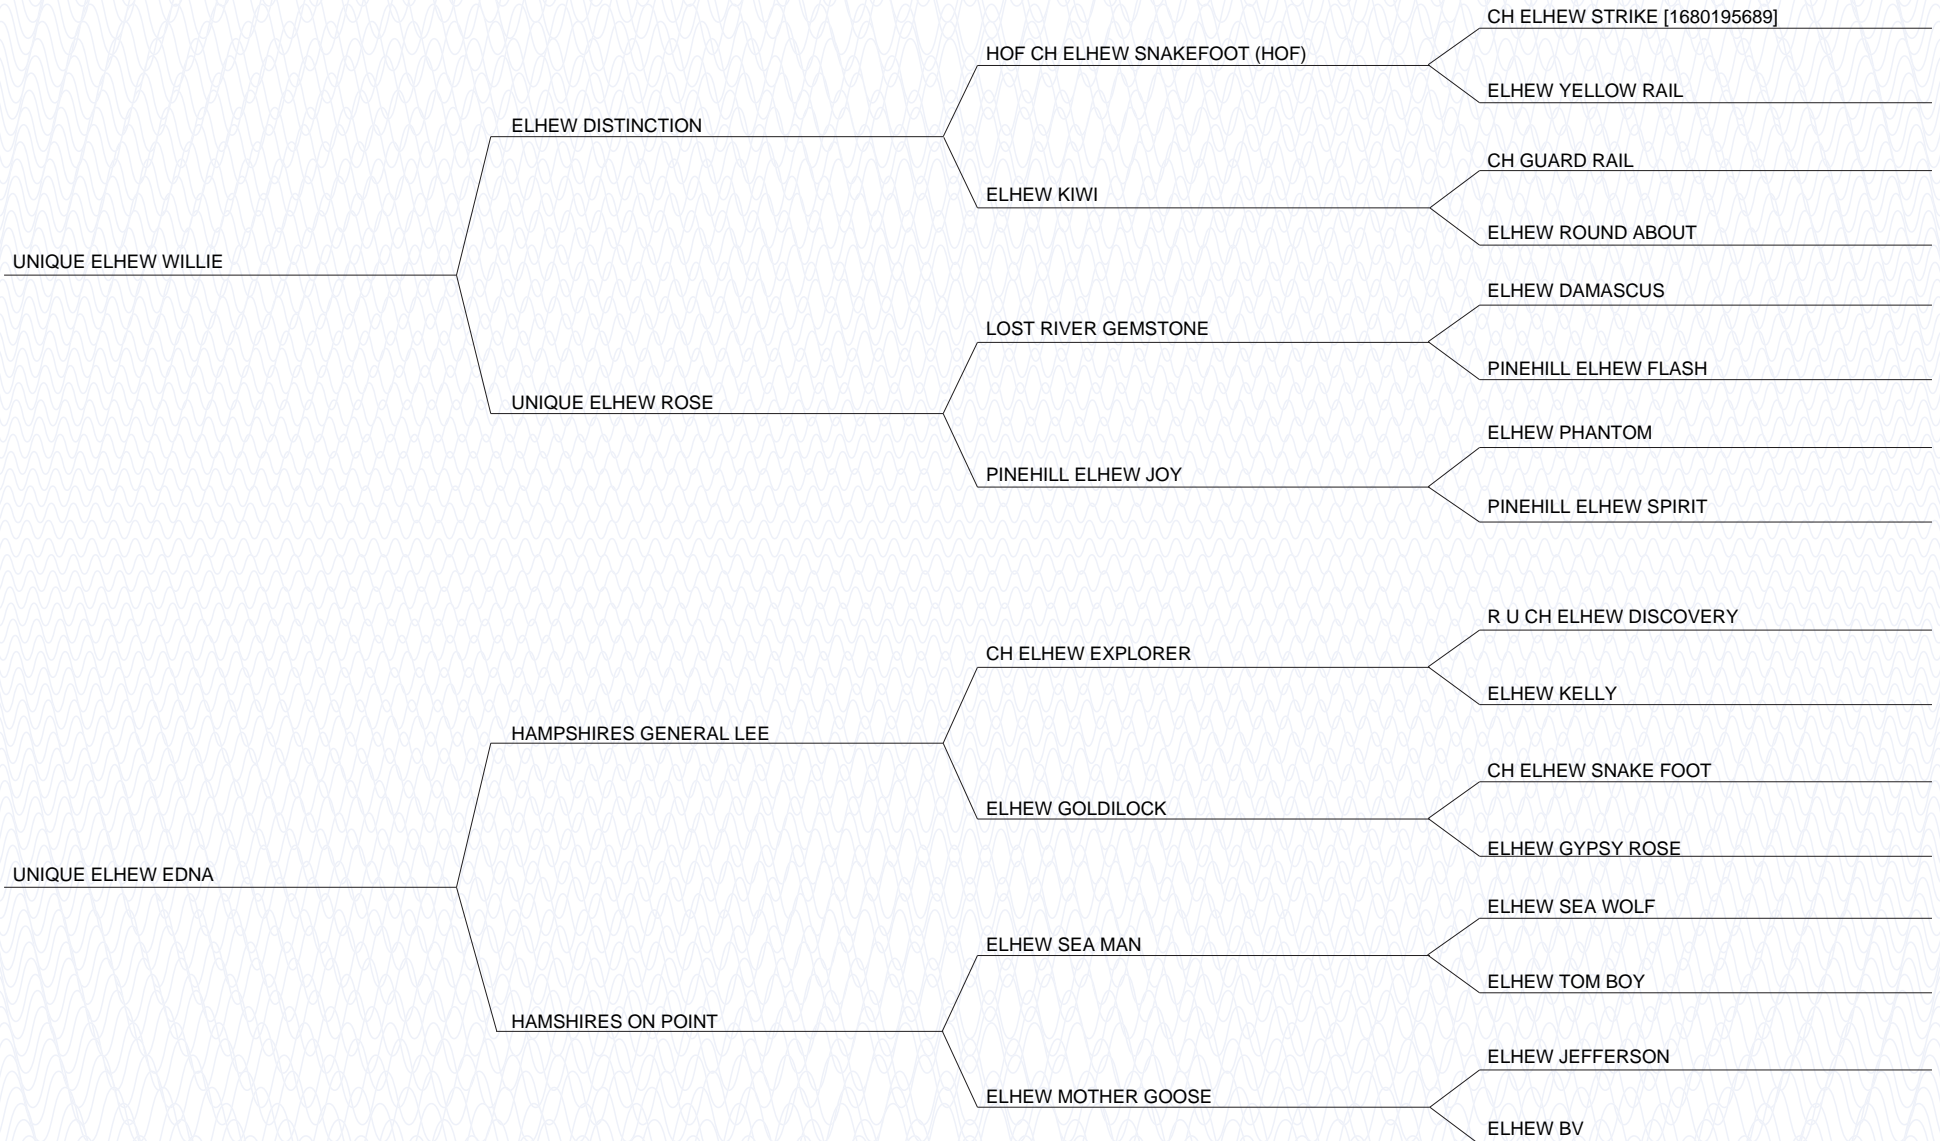 CH ELHEW STRIKE [1680195689]
HOF CH ELHEW SNAKEFOOT (HOF)
ELHEW YELLOW RAIL
ELHEW DISTINCTION
CH GUARD RAIL
ELHEW KIWI
ELHEW ROUND ABOUT
UNIQUE ELHEW WILLIE
ELHEW DAMASCUS
LOST RIVER GEMSTONE
PINEHILL ELHEW FLASH
UNIQUE ELHEW ROSE
ELHEW PHANTOM
PINEHILL ELHEW JOY
PINEHILL ELHEW SPIRIT
R U CH ELHEW DISCOVERY
CH ELHEW EXPLORER
ELHEW KELLY
HAMPSHIRES GENERAL LEE
CH ELHEW SNAKE FOOT
ELHEW GOLDILOCK
ELHEW GYPSY ROSE
UNIQUE ELHEW EDNA
ELHEW SEA WOLF
ELHEW SEA MAN
ELHEW TOM BOY
HAMSHIRES ON POINT
ELHEW JEFFERSON
ELHEW MOTHER GOOSE
ELHEW BV